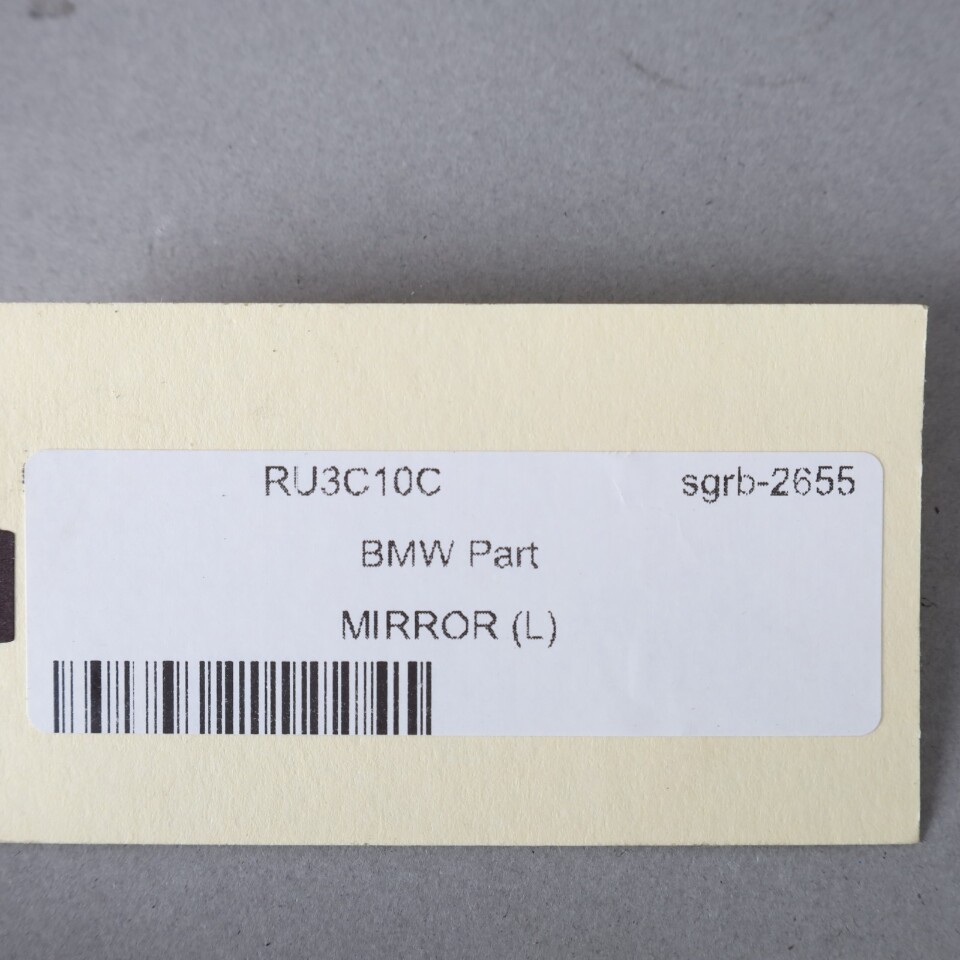 RU3C10C sgrb-2655
BMW Part
MIRROR (L)